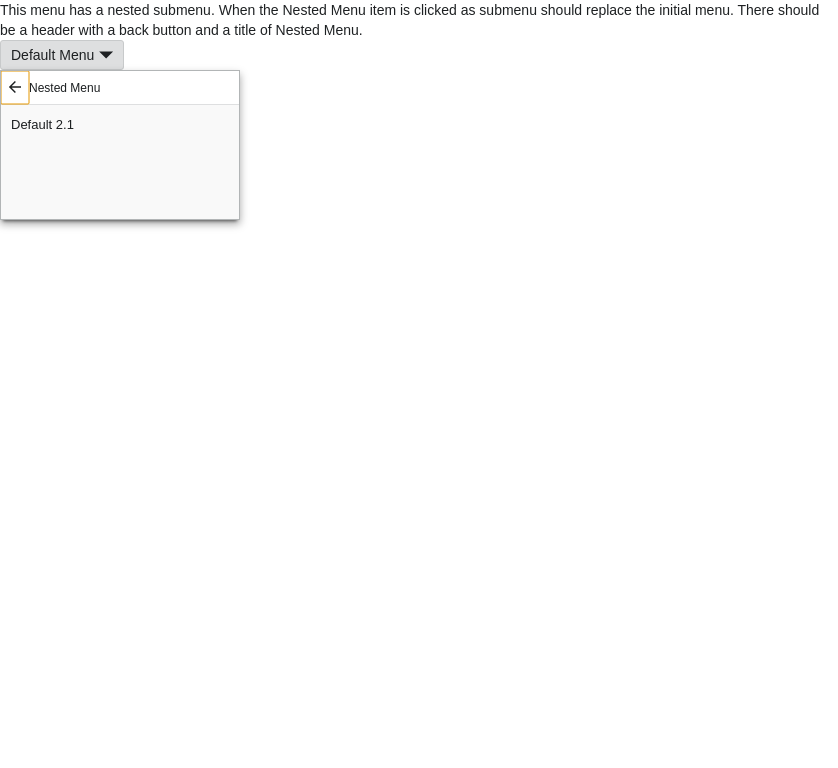 This menu has a nested submenu. When the Nested Menu item is clicked as submenu should replace the initial menu. There should
be a header with a back button and a title of Nested Menu.
Default Menu
Nested Menu
Default 2.1